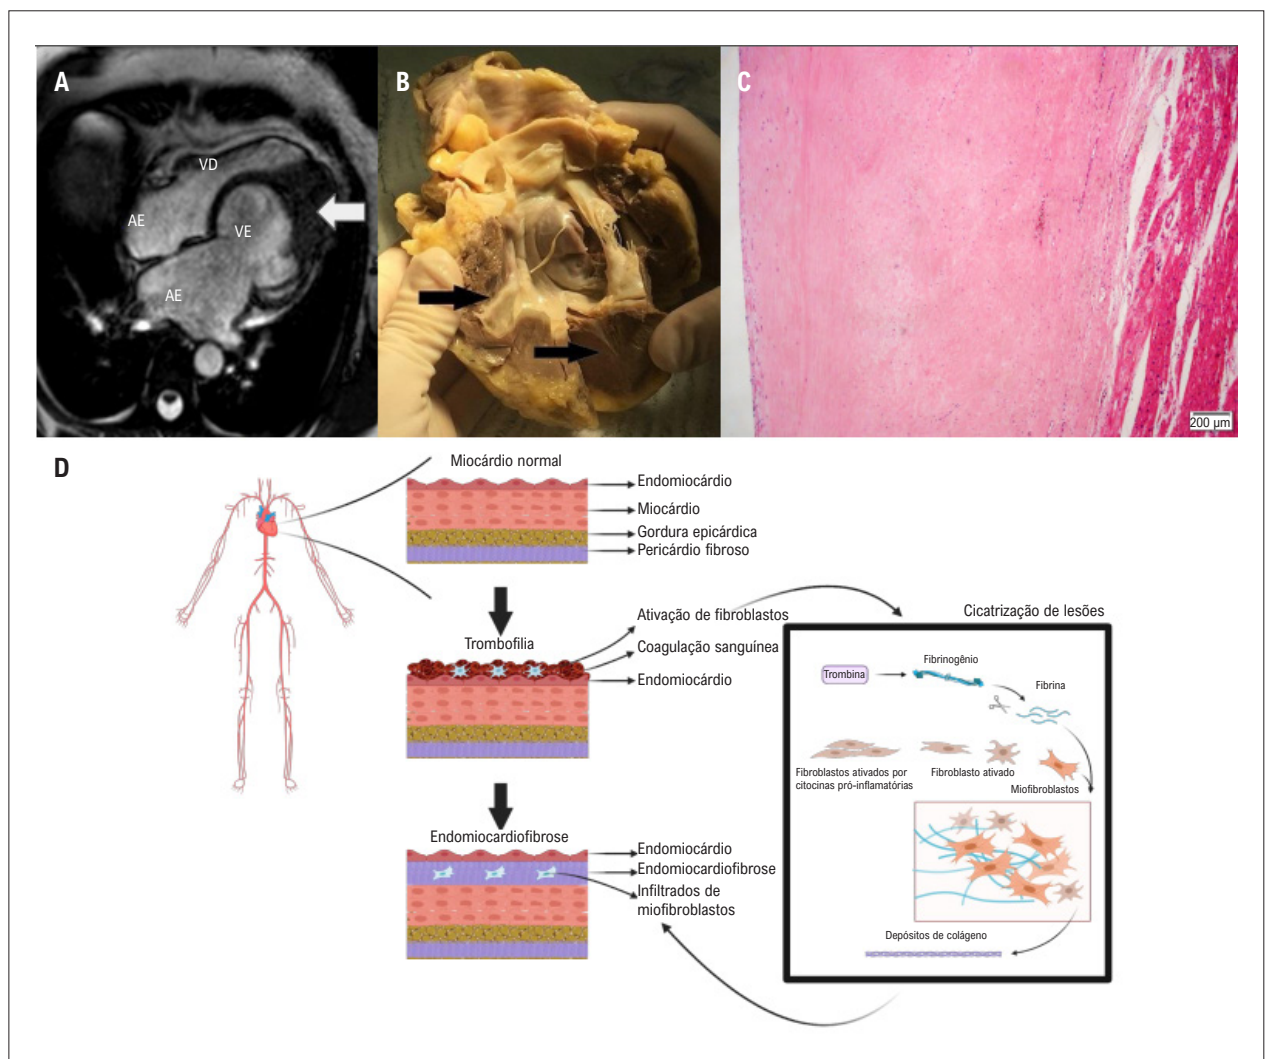 A
VD
AE
VE
AE
B
C
200 µm
D
Miocárdio normal
Endomiocárdio
Miocárdio
Gordura epicárdica
Pericárdio fibroso
Trombofilia
Ativação de fibroblastos
Coagulação sanguínea
Endomiocárdio
Endomiocardiofibrose
Endomiocárdio
Endomiocardiofibrose
Infiltrados de
miofibroblastos
Cicatrização de lesões
Trombina
Fibrinogênio
Fibrina
Fibroblastos ativados por
citocinas pró-inflamatórias
Fibroblasto ativado
Miofibroblastos
Depósitos de colágeno